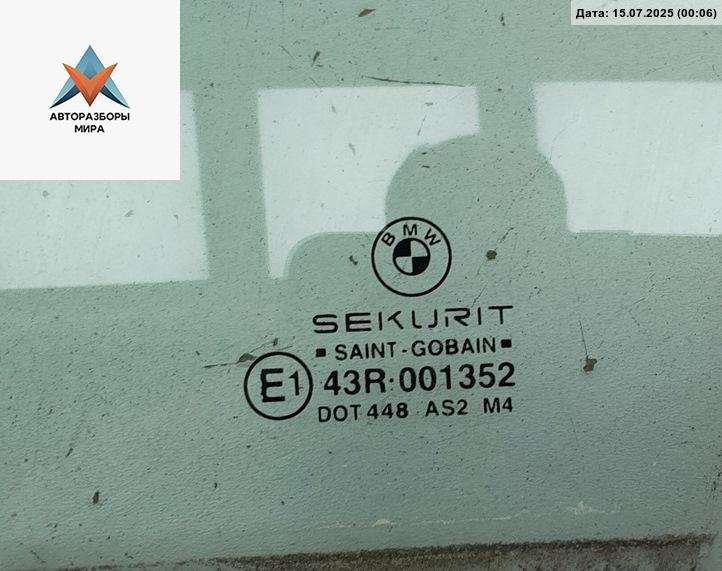 Дата: 15.07.2025 (00:06)
АВТОРАЗБОРЫ
МИРА
BMW
SEKURIT
SAINT-GOBAIN
E1 43R·001352
DOT 448 AS2 M4